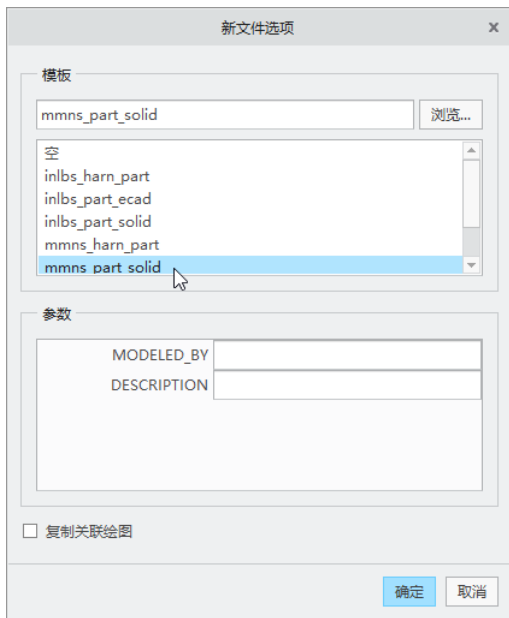 新文件选项
模板
mmns_part_solid
浏览...
空
inlbs_harn_part
inlbs_part_ecad
inlbs_part_solid
mmns_harn_part
mmns_part_solid
参数
MODELED_BY
DESCRIPTION
复制关联绘图
确定 取消